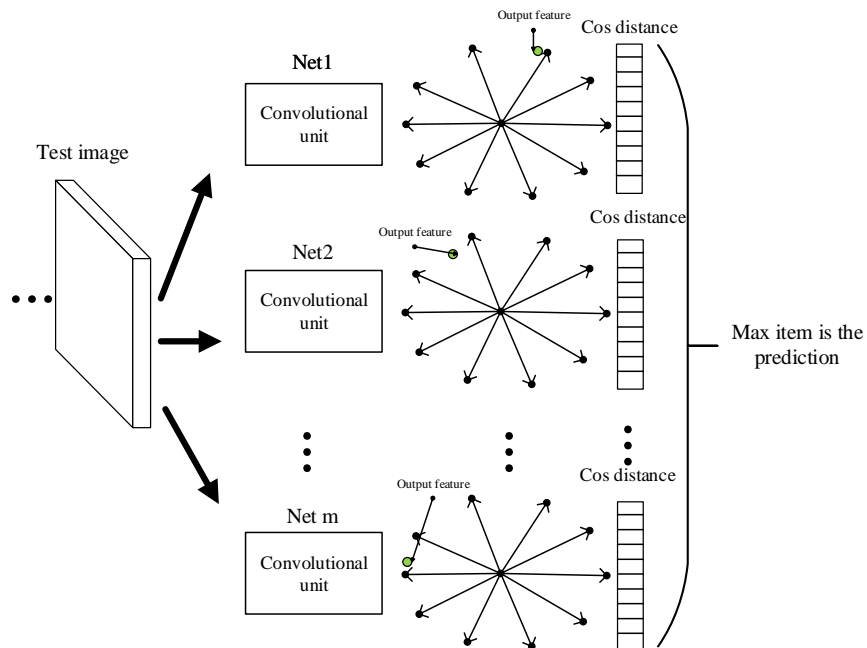 Output feature
Cos distance
Net1
Convolutional
unit
Test image
Cos distance
Output feature
Net2
Convolutional
unit
Max item is the
prediction
Cos distance
Output feature
Net m
Convolutional
unit